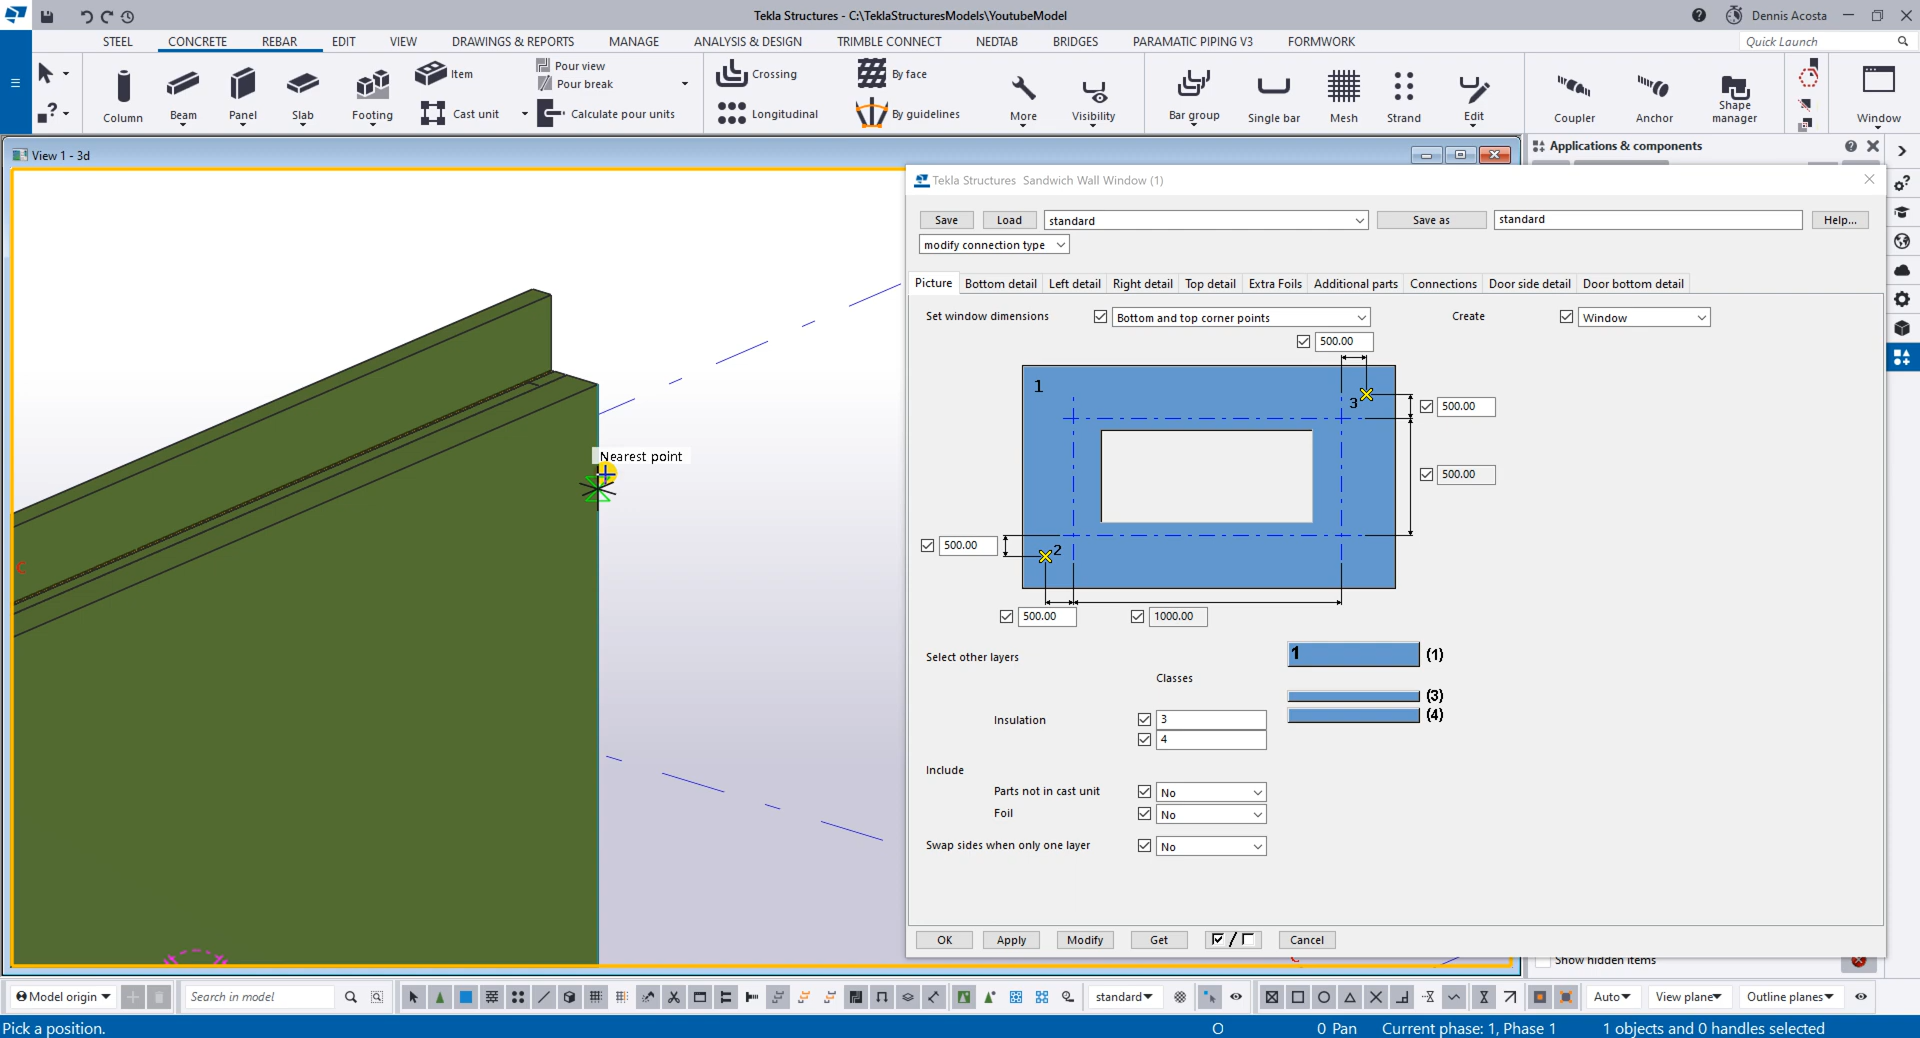 Tekla Structures - C:\TeklaStructuresModels\YoutubeModel
Dennis Acosta
STEEL CONCRETE REBAR EDIT VIEW DRAWINGS & REPORTS MANAGE ANALYSIS & DESIGN TRIMBLE CONNECT NEDTAB BRIDGES PARAMATIC PIPING V3 FORMWORK
Quick Launch
Column
Beam
Panel
Slab
Footing
Item
Cast unit
Pour view
Pour break
Calculate pour units
Crossing
Longitudinal
By face
By guidelines
More
Visibility
Bar group
Single bar
Mesh
Strand
Edit
Coupler
Anchor
Shape
manager
Window
View 1 - 3d
Applications & components
Nearest point
C
Tekla Structures Sandwich Wall Window (1)
Save Load standard Save as standard Help...
modify connection type
Picture Bottom detail Left detail Right detail Top detail Extra Foils Additional parts Connections Door side detail Door bottom detail
Set window dimensions Bottom and top corner points Create Window
500.00
1
3
500.00
500.00
500.00
2
500.00 1000.00
Select other layers
1 (1)
Classes
(3)
Insulation 3
(4)
4
Include
Parts not in cast unit No
Foil No
Swap sides when only one layer No
OK Apply Modify Get / Cancel
Show hidden items
Model origin Search in model standard Auto View plane Outline planes
Pick a position. O 0 Pan Current phase: 1, Phase 1 1 objects and 0 handles selected